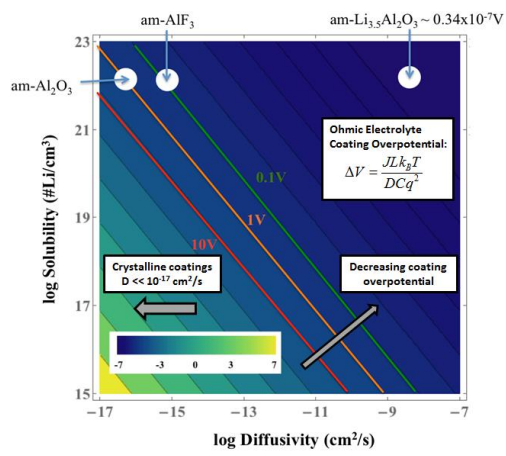 am-AlF3
am-Li3.5Al2O3 ~ 0.34x10-7V
am-Al2O3
log Solubility (#Li/cm3)
23
21
19
17
15
Ohmic Electrolyte
Coating Overpotential:
ΔV = JLkBT / DCq2
0.1V
1V
10V
Crystalline coatings
D << 10-17 cm2/s
Decreasing coating
overpotential
-7 -3 1 3 7
−17 −15 −13 −11 −9 −7
log Diffusivity (cm2/s)